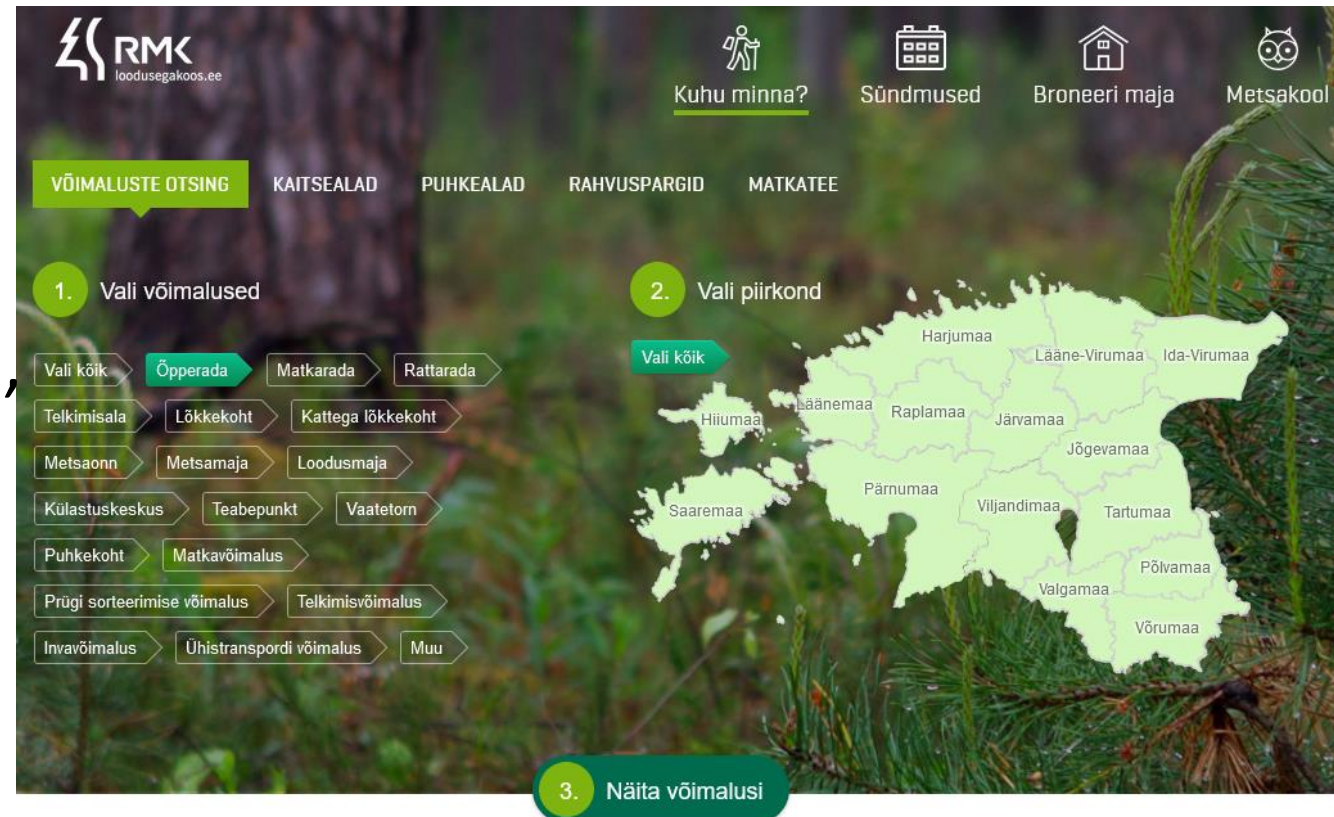 RMK
loodusegakoos.ee
Kuhu minna? Sündmused Broneeri maja Metsakool
VÕIMALUSTE OTSING KAITSEALAD PUHKEALAD RAHVUSPARGID MATKATEE
1. Vali võimalused
Vali kõik Õpperada Matkarada Rattarada
,
Telkimisala Lõkkekoht Kattega lõkkekoht
Metsaonn Metsamaja Loodusmaja
Külastuskeskus Teabepunkt Vaatetorn
Puhkekoht Matkavõimalus
Prügi sorteerimise võimalus Telkimisvõimalus
Invavõimalus Ühistranspordi võimalus Muu
2. Vali piirkond
Vali kõik
Harjumaa
Lääne-Virumaa Ida-Virumaa
Hiiumaa Läänemaa Raplamaa Järvamaa
Jõgevamaa
Saaremaa Pärnumaa Viljandimaa Tartumaa
Põlvamaa
Valgamaa
Võrumaa
3. Näita võimalusi